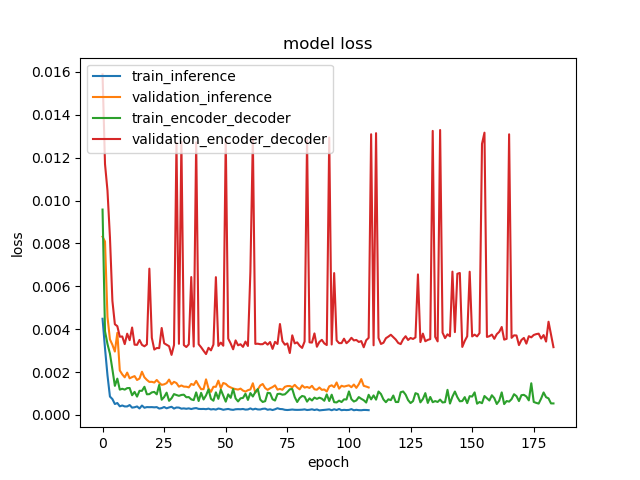 model loss
train_inference
validation_inference
train_encoder_decoder
validation_encoder_decoder
loss
0.016
0.014
0.012
0.010
0.008
0.006
0.004
0.002
0.000
0
25
50
75
100
125
150
175
epoch